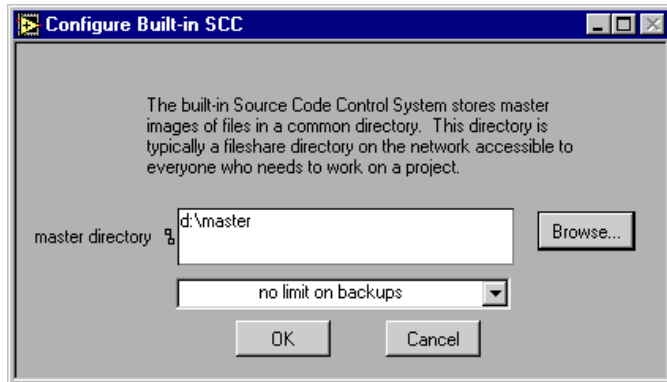 Configure Built-in SCC
The built-in Source Code Control System stores master
images of files in a common directory.  This directory is
typically a fileshare directory on the network accessible to
everyone who needs to work on a project.
master directory
d:\master
Browse...
no limit on backups
OK
Cancel